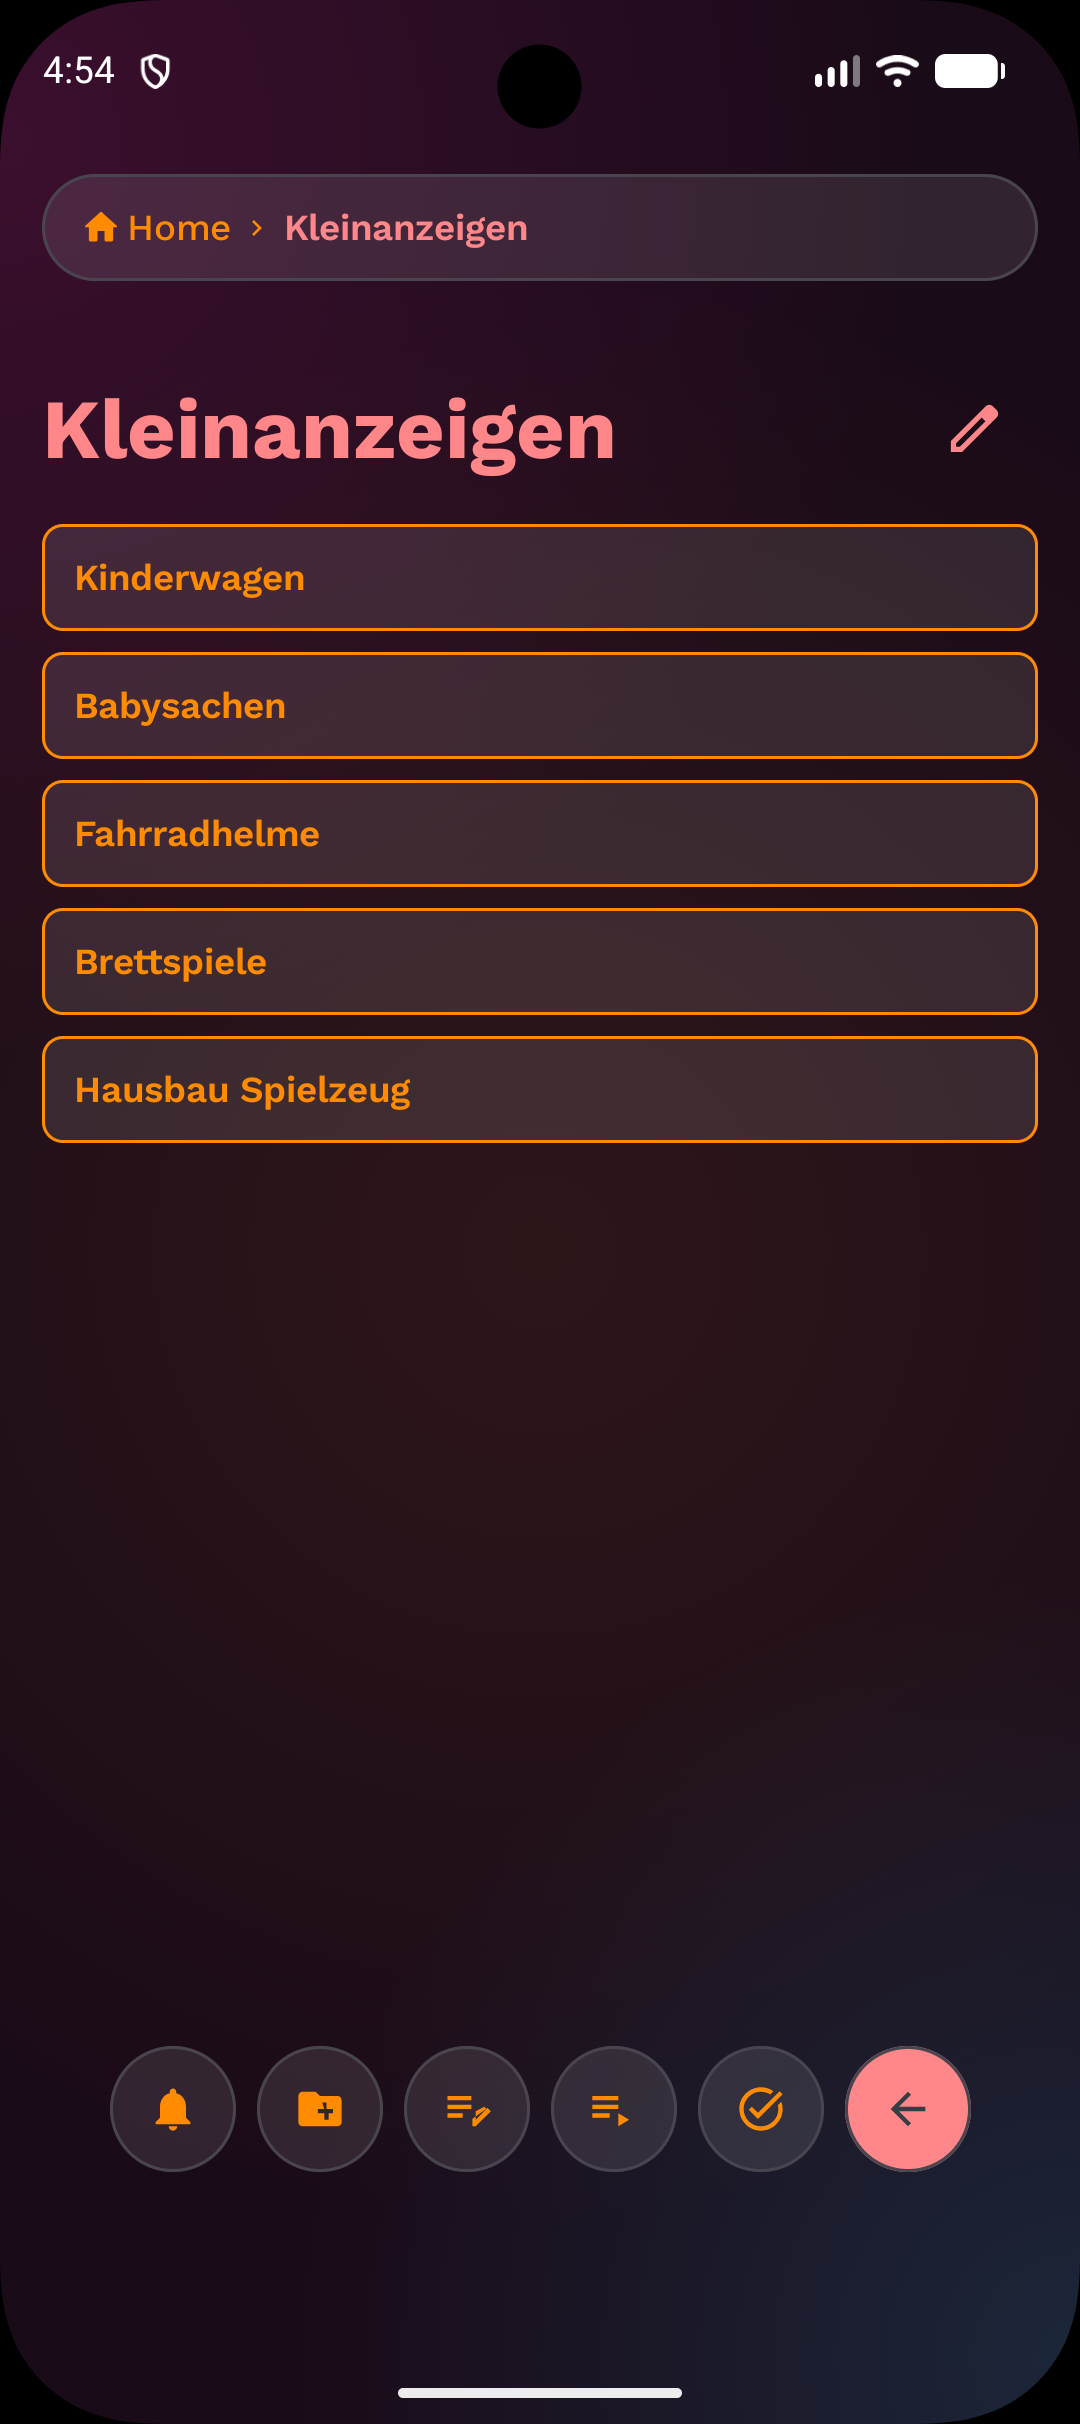 4:54
Home > Kleinanzeigen
Kleinanzeigen
Kinderwagen
Babysachen
Fahrradhelme
Brettspiele
Hausbau Spielzeug